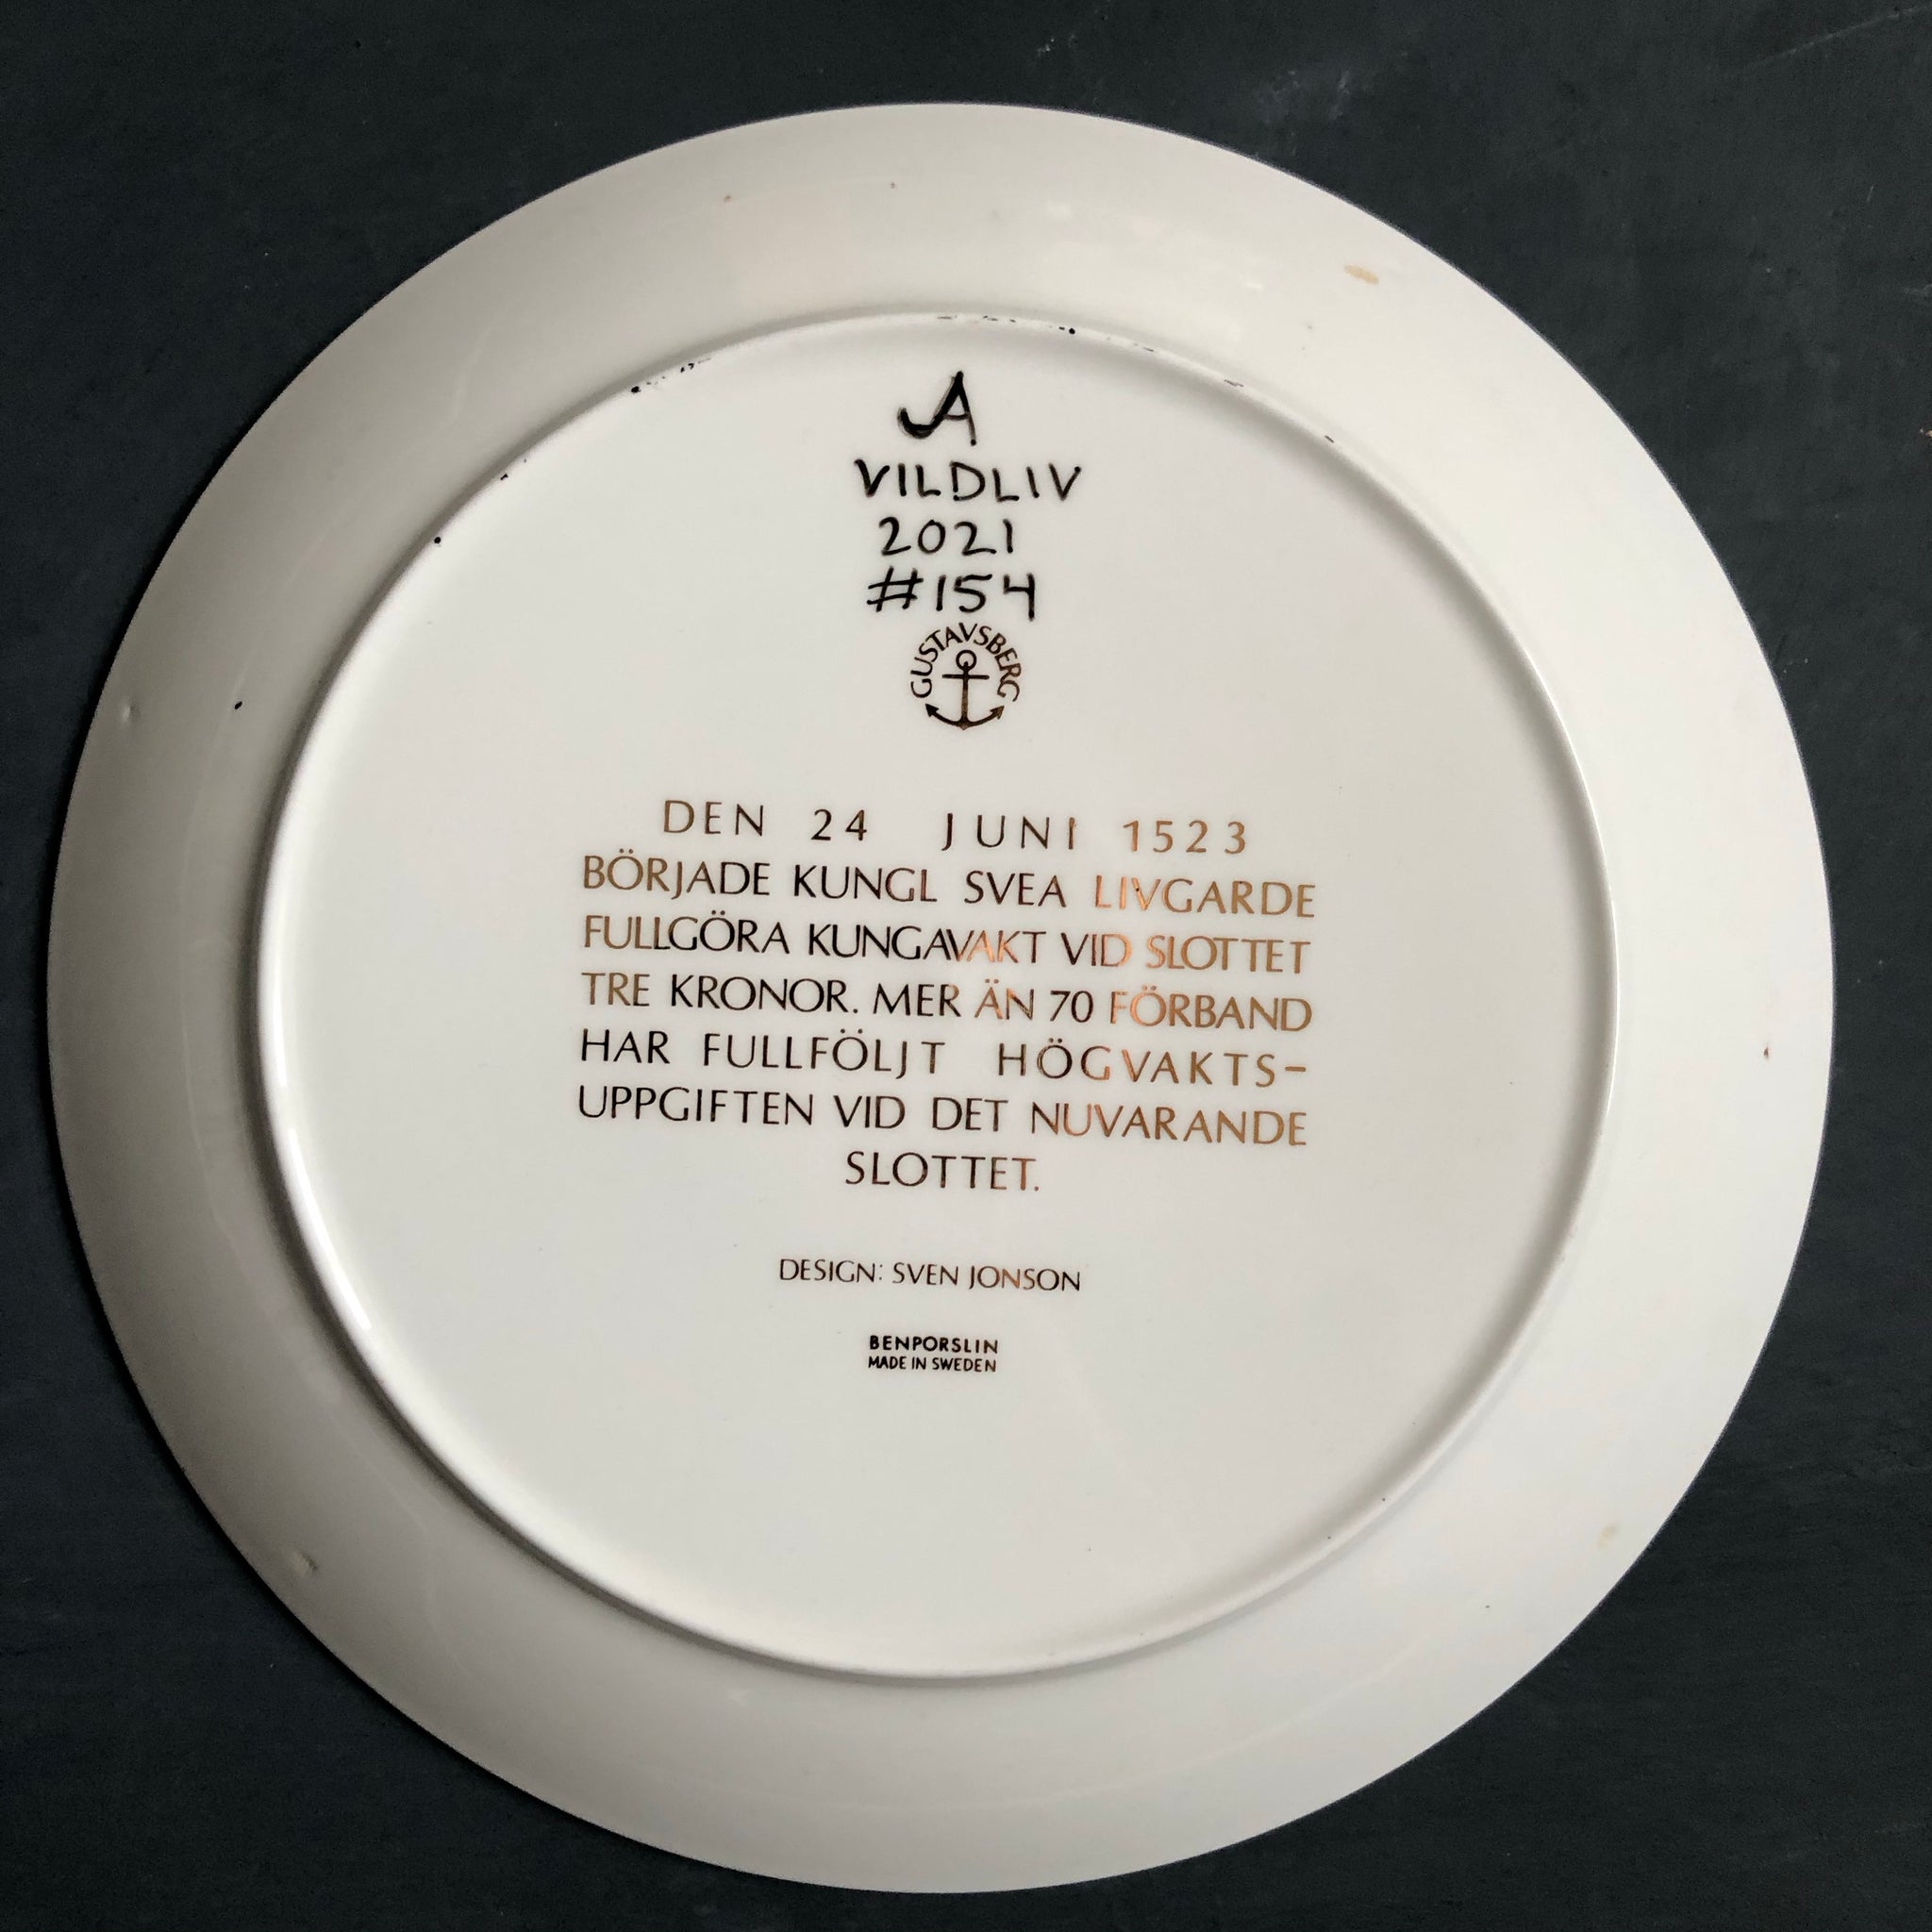 A
VILDLIV
2021
#154
GUSTAVSBERG
DEN 24 JUNI 1523
BÖRJADE KUNGL SVEA LIVGARDE
FULLGÖRA KUNGAVAKT VID SLOTTET
TRE KRONOR. MER ÄN 70 FÖRBAND
HAR FULLFÖLJT HÖGVAKTS-
UPPGIFTEN VID DET NUVARANDE
SLOTTET.
DESIGN: SVEN JONSON
BENPORSLIN
MADE IN SWEDEN